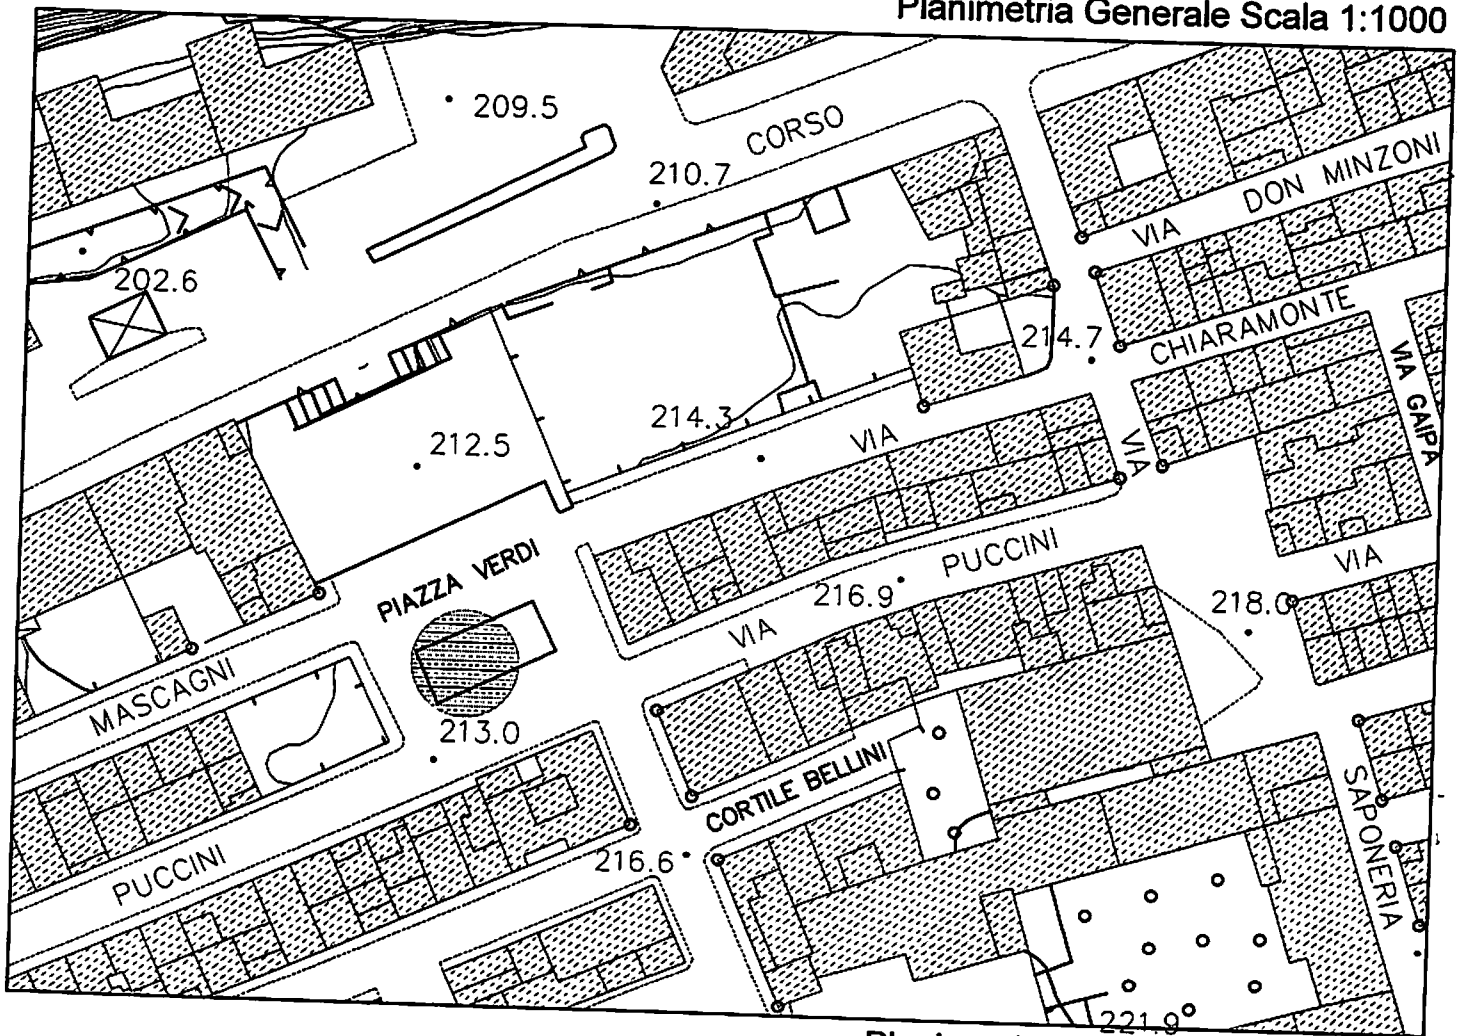 Planimetria Generale Scala 1:1000
209.5
CORSO
210.7
VIA DON MINZONI
202.6
214.7
CHIARAMONTE
VIA GAIPA
214.3
VIA
VIA
212.5
PIAZZA VERDI
PUCCINI
VIA
216.9
218.0
VIA
MASCAGNI
213.0
CORTILE BELLINI
SAPONERIA
PUCCINI
216.6
221.9